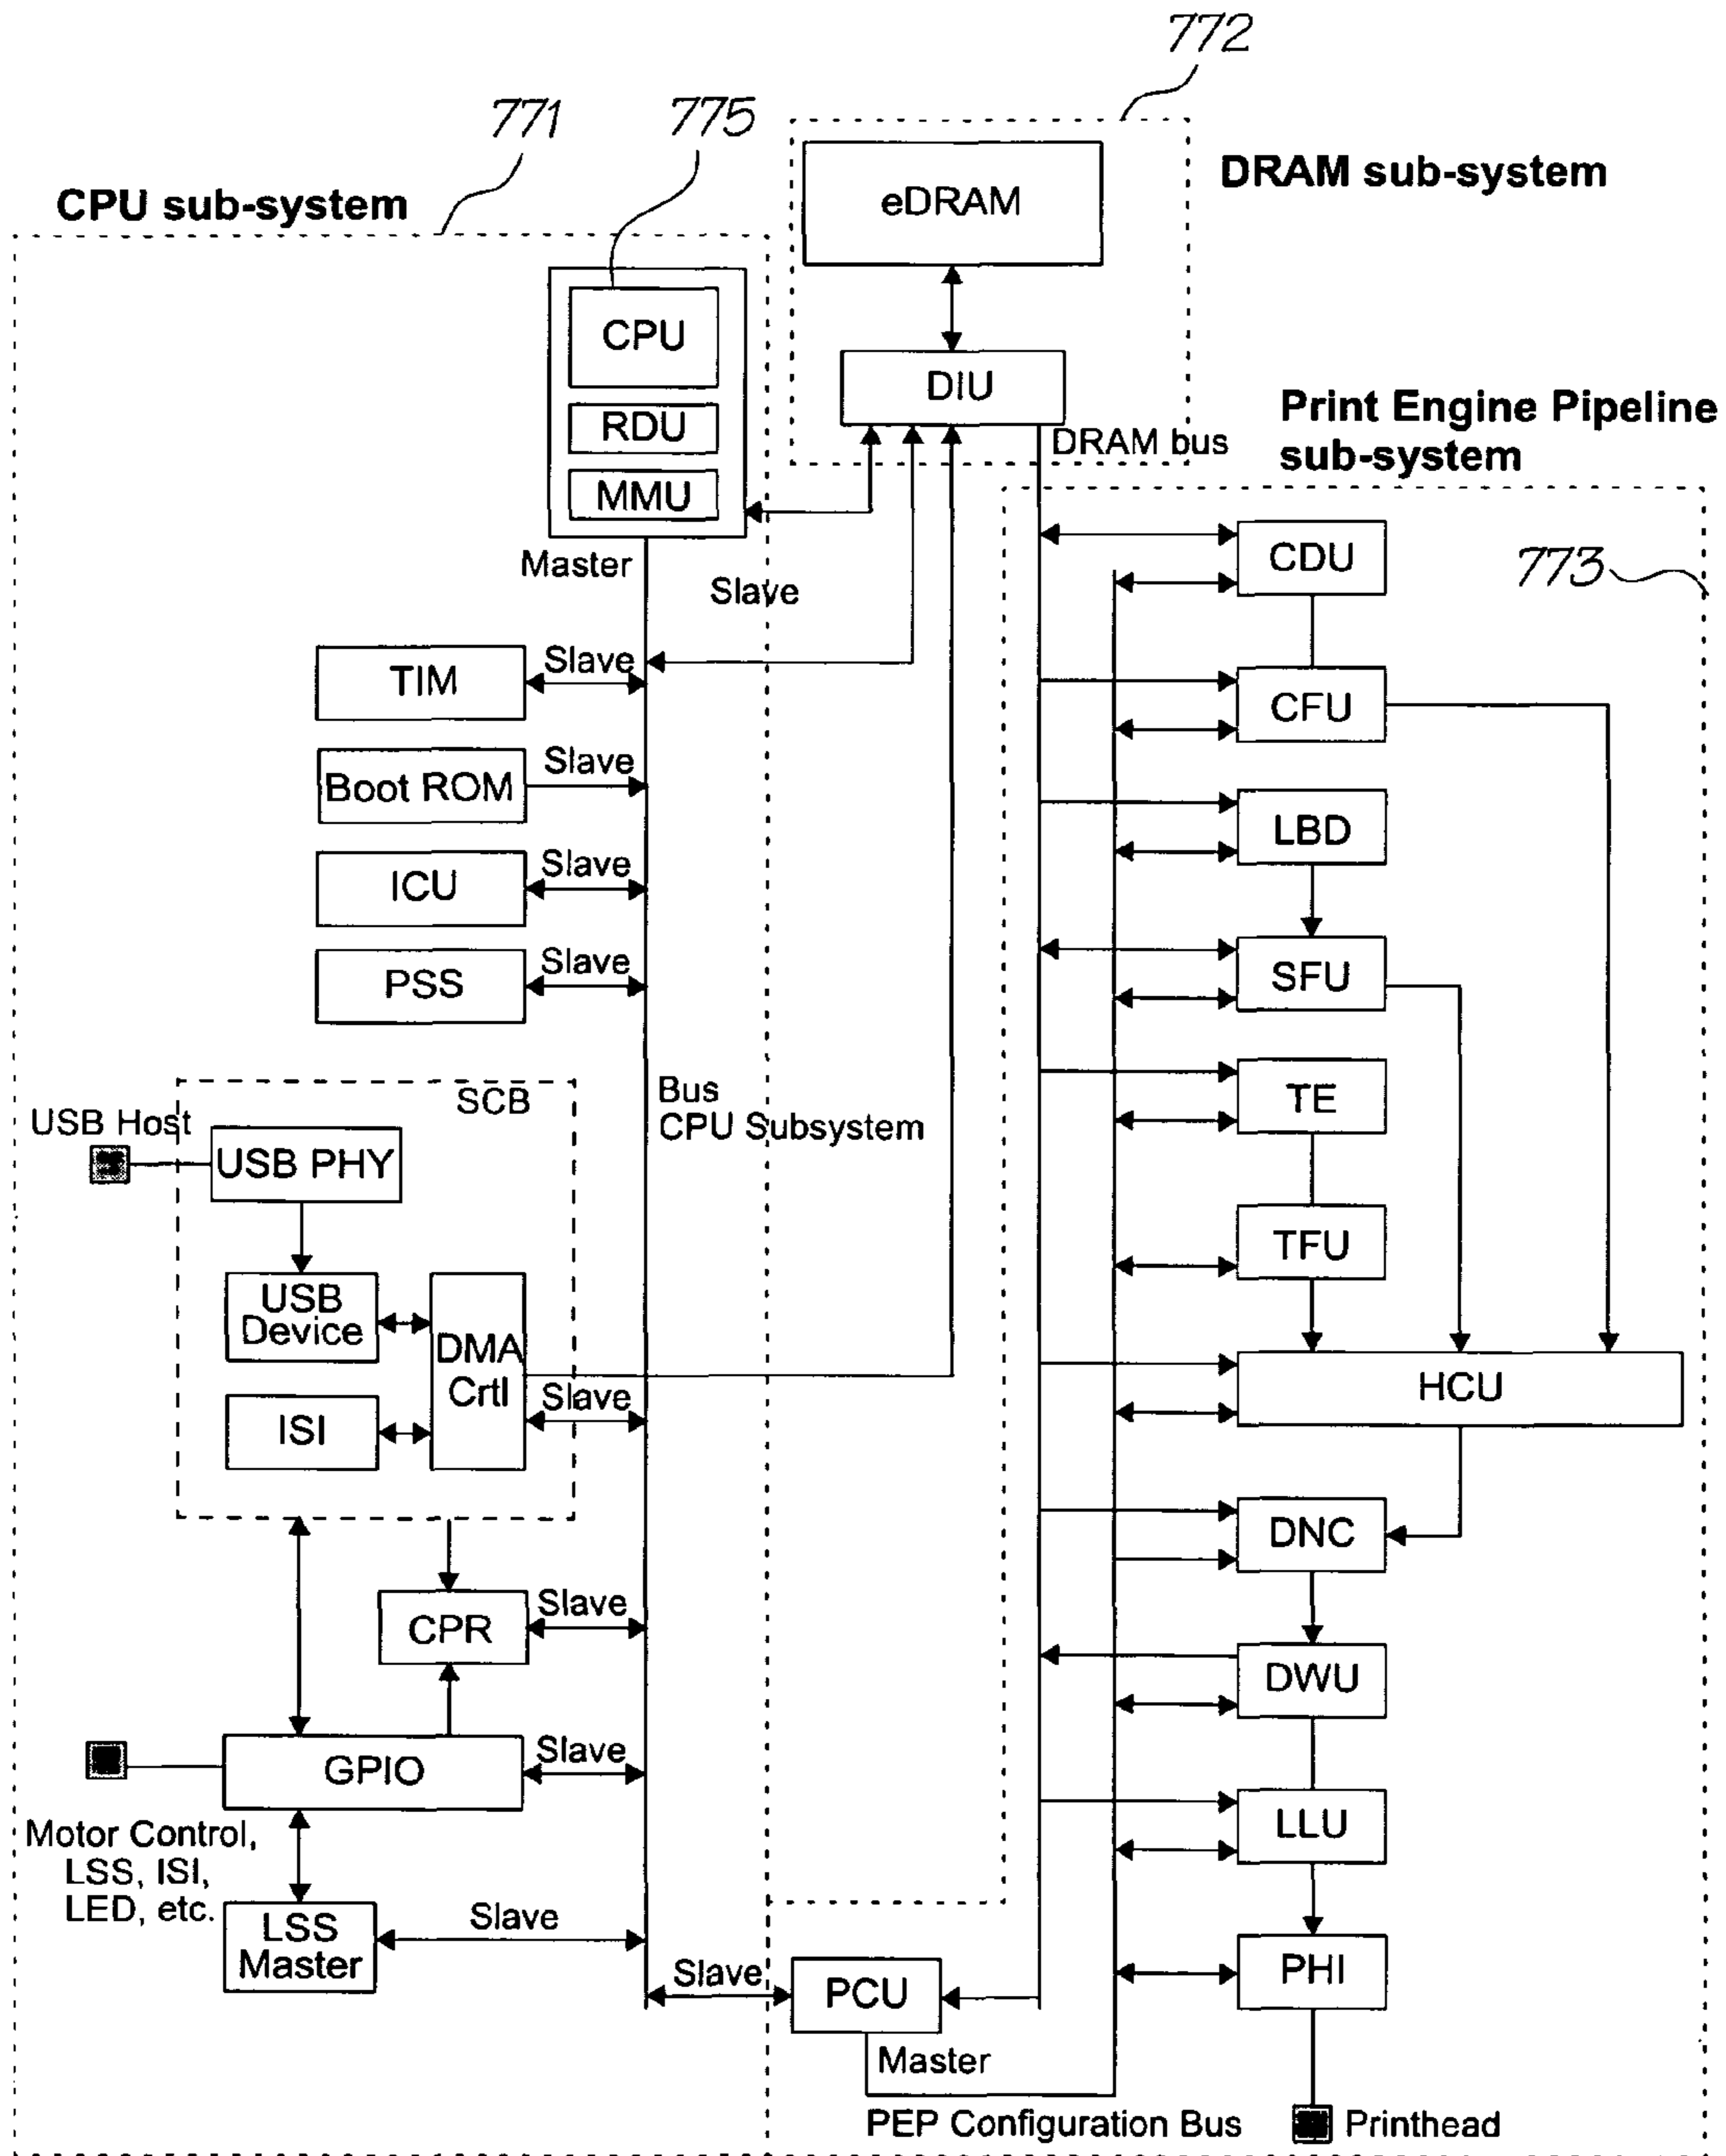 772
771
775
CPU sub-system
DRAM sub-system
eDRAM
CPU
DIU
RDU
DRAM bus
MMU
Print Engine Pipeline
sub-system
Master
Slave
CDU
773
TIM
Slave
CFU
Boot ROM
Slave
LBD
ICU
Slave
PSS
Slave
SFU
SCB
Bus
CPU Subsystem
TE
USB Host
USB PHY
TFU
USB
Device
DMA
Crtl
Slave
HCU
ISI
DNC
CPR
Slave
DWU
GPIO
Slave
Motor Control,
LSS, ISI,
LED, etc.
LLU
LSS
Master
Slave
Slave
PCU
PHI
Master
PEP Configuration Bus
Printhead